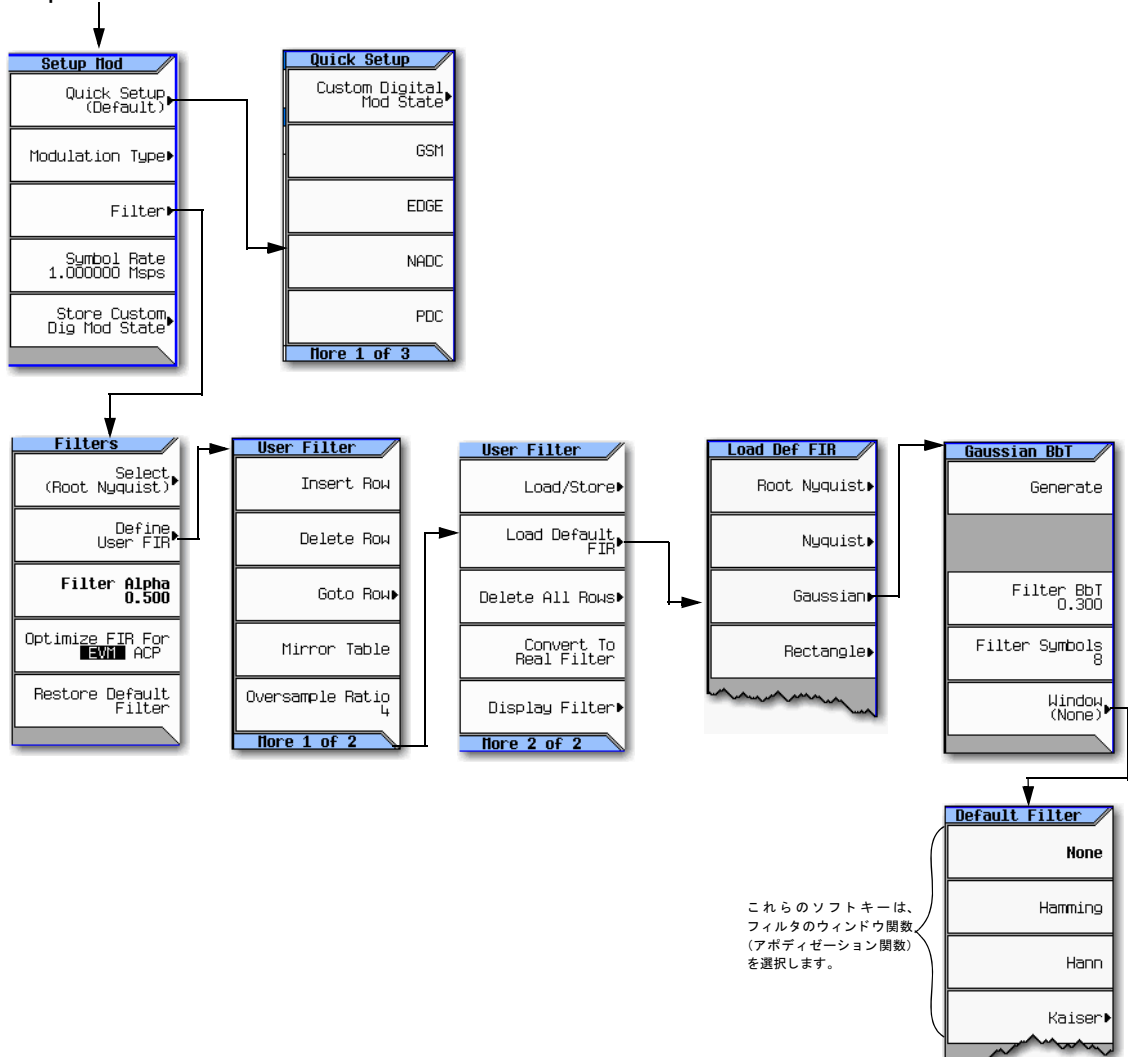 Setup Mod
Quick Setup
(Default)
Modulation Type
Filter
Symbol Rate
1.000000 Msps
Store Custom
Dig Mod State
Quick Setup
Custom Digital
Mod State
GSM
EDGE
NADC
PDC
More 1 of 3
Filters
Select
(Root Nyquist)
Define
User FIR
Filter Alpha
0.500
Optimize FIR For
EVM ACP
Restore Default
Filter
User Filter
Insert Row
Delete Row
Goto Row
Mirror Table
Oversample Ratio
4
More 1 of 2
User Filter
Load/Store
Load Default
FIR
Delete All Rows
Convert To
Real Filter
Display Filter
More 2 of 2
Load Def FIR
Root Nyquist
Nyquist
Gaussian
Rectangle
Gaussian BbT
Generate
Filter BbT
0.300
Filter Symbols
8
Window
(None)
Default Filter
None
Hamming
Hann
Kaiser
これらのソフトキーは、
フィルタのウィンドウ関数
(アポディゼーション関数)
を選択します。